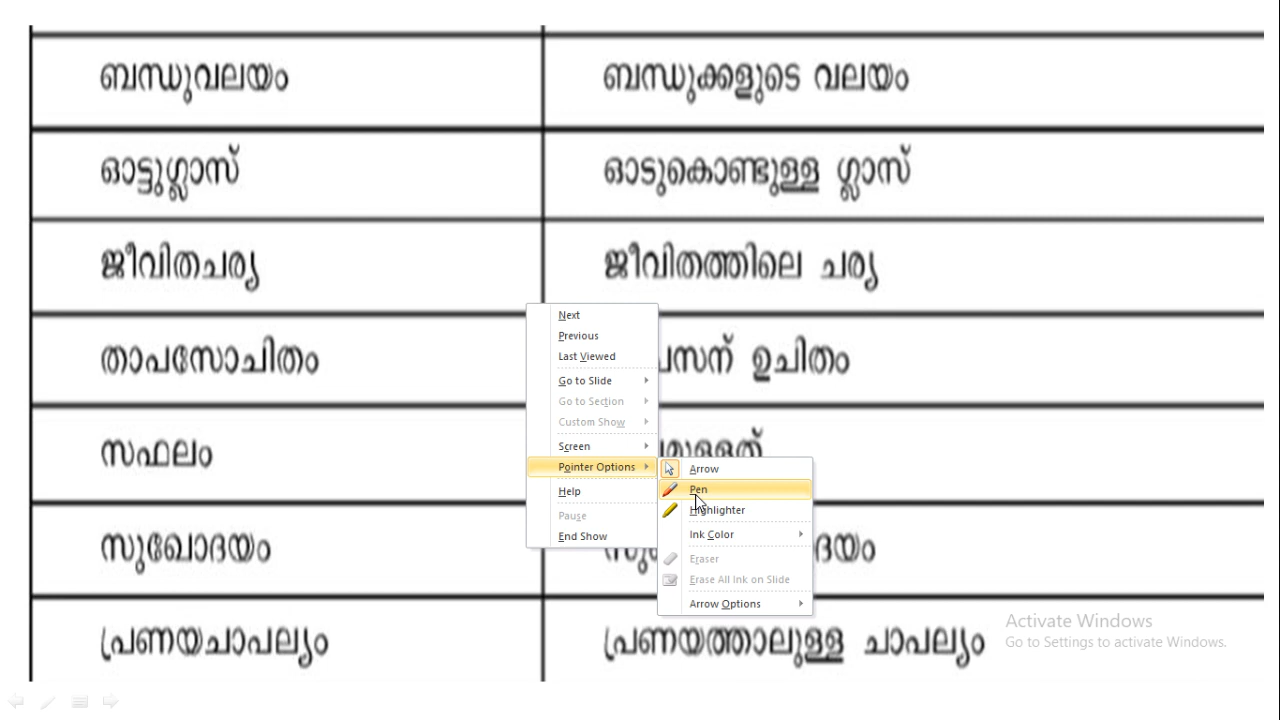 ബന്ധുവലയം ബന്ധുക്കളുടെ വലയം
ഓട്ടുഗ്ലാസ് ഓടുകൊണ്ടുള്ള ഗ്ലാസ്
ജീവിതചര്യ ജീവിതത്തിലെ ചര്യ
താപസോചിതം ഉചിതം
സഫലം
സുഖോദയം
പ്രണയചാപല്യം പ്രണയത്താലുള്ള ചാപല്യം
Next
Previous
Last Viewed
Go to Slide
Go to Section
Custom Show
Screen
Pointer Options
Help
Pause
End Show
Arrow
Pen
Highlighter
Ink Color
Eraser
Erase All Ink on Slide
Arrow Options
Activate Windows
Go to Settings to activate Windows.